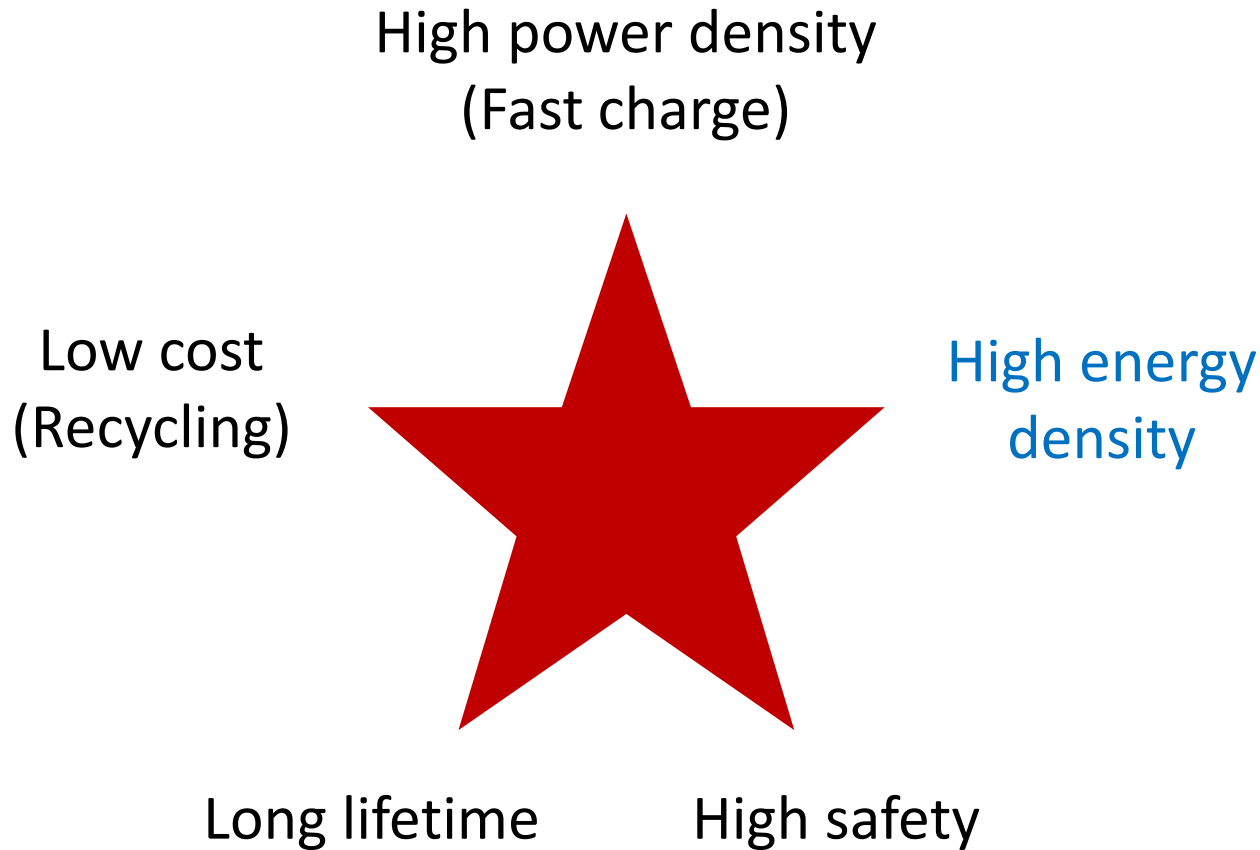 High power density
(Fast charge)
Low cost
(Recycling)
High energy
density
Long lifetime
High safety